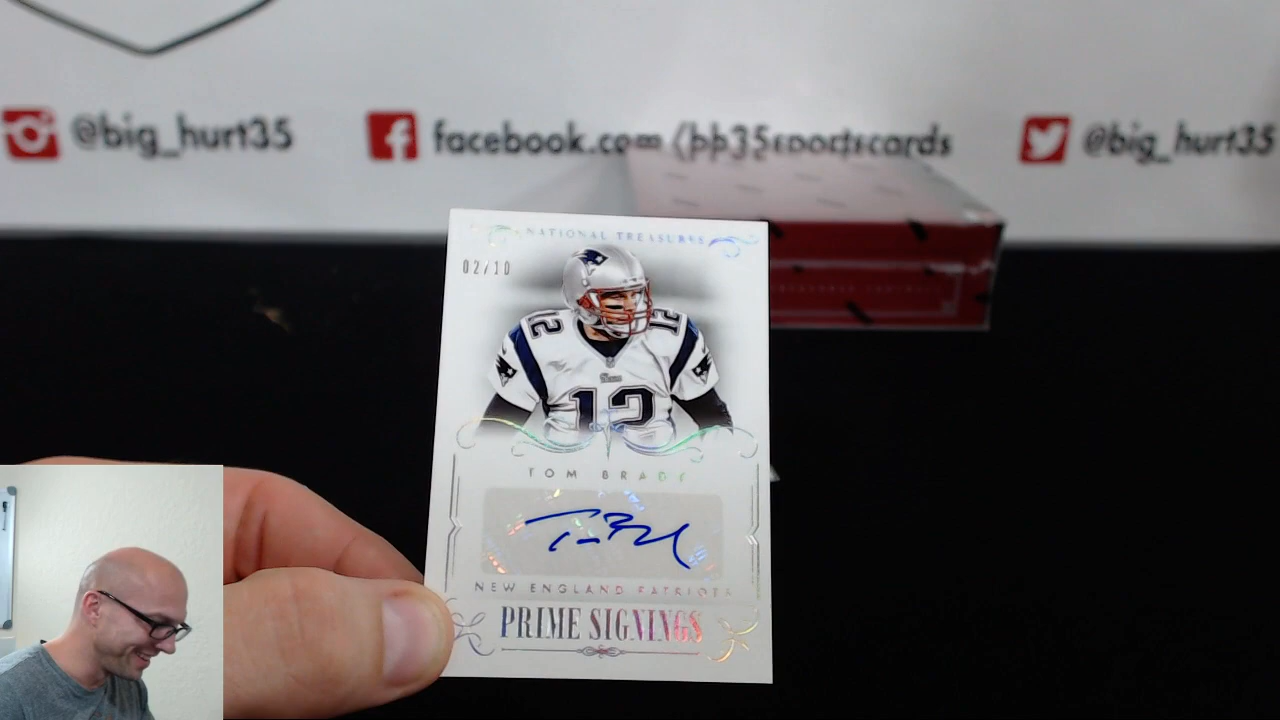 @big_hurt35
facebook.com/bb35sportscards
@big_hurt35
NATIONAL TREASURES
02/10
12
12
12
TOM BRADY
NEW ENGLAND PATRIOTS
PRIME SIGNINGS